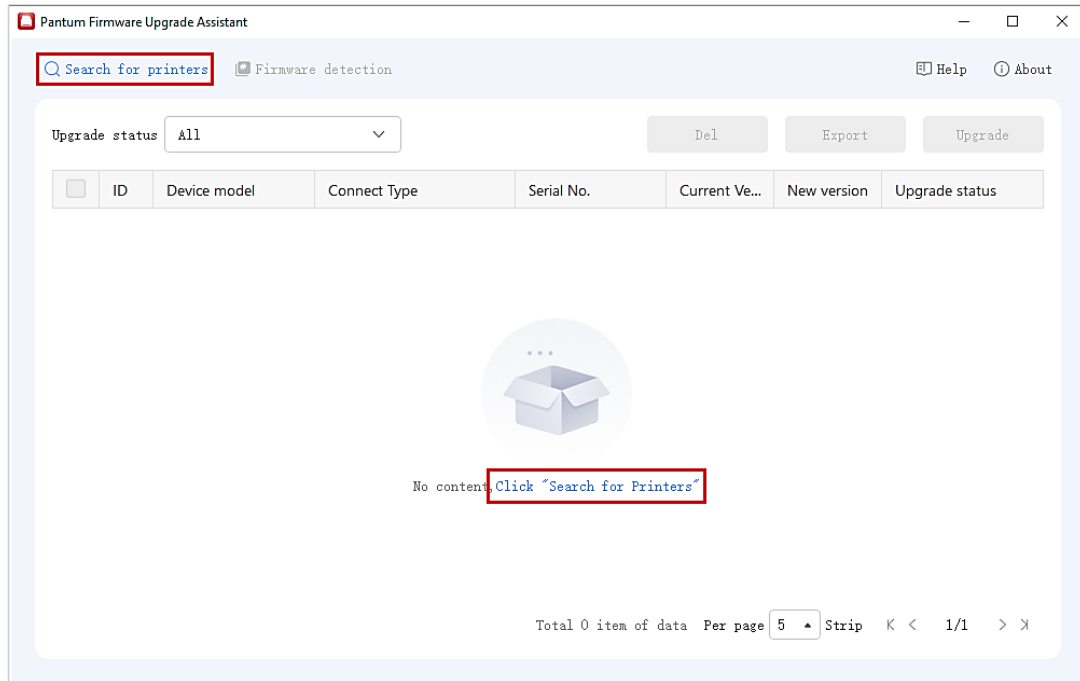 Pantum Firmware Upgrade Assistant
Search for printers Firmware detection Help About
Upgrade status All Del Export Upgrade
ID Device model Connect Type Serial No. Current Ve... New version Upgrade status
No content,Click "Search for Printers"
Total 0 item of data Per page 5 Strip 1/1